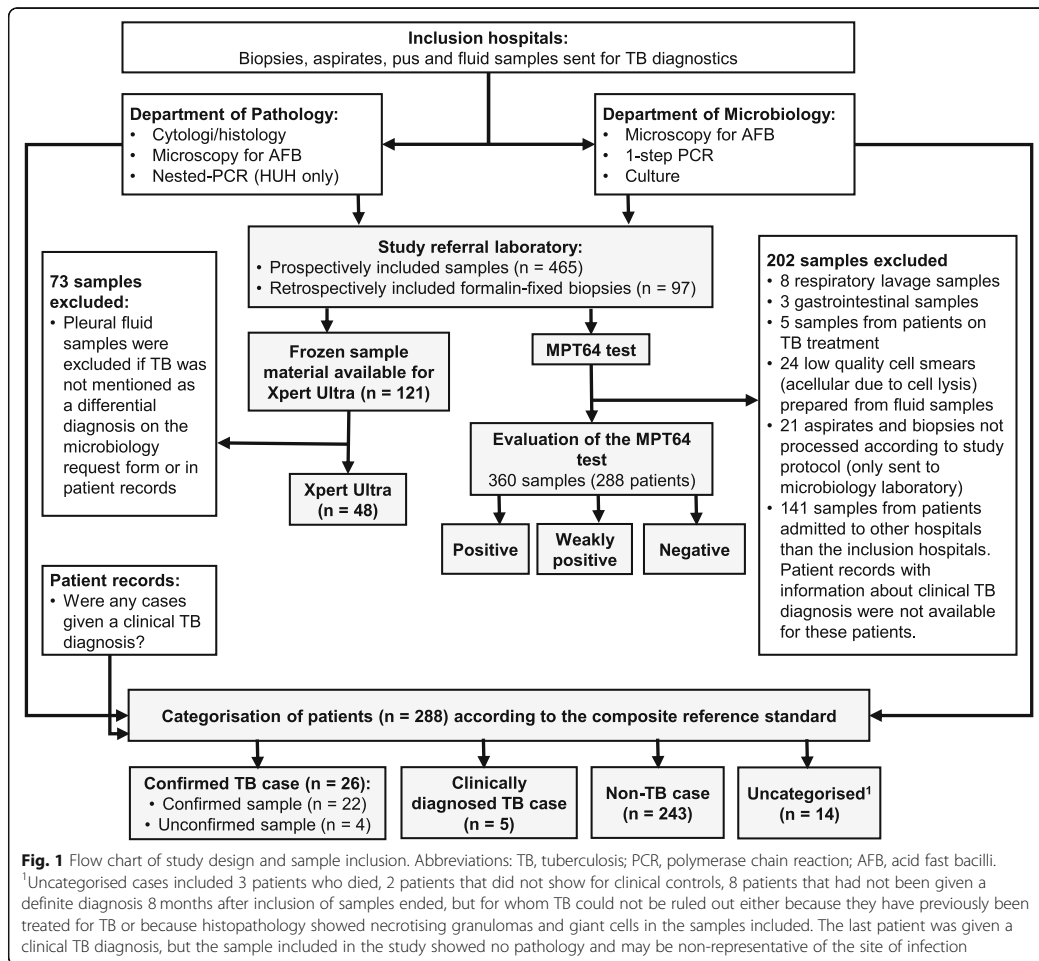 Inclusion hospitals:
Biopsies, aspirates, pus and fluid samples sent for TB diagnostics
Department of Pathology:
• Cytologi/histology
• Microscopy for AFB
• Nested-PCR (HUH only)
Department of Microbiology:
• Microscopy for AFB
• 1-step PCR
• Culture
Study referral laboratory:
• Prospectively included samples (n = 465)
• Retrospectively included formalin-fixed biopsies (n = 97)
73 samples
excluded:
• Pleural fluid
samples were
excluded if TB was
not mentioned as
a differential
diagnosis on the
microbiology
request form or in
patient records
Frozen sample
material available for
Xpert Ultra (n = 121)
Xpert Ultra
(n = 48)
MPT64 test
Evaluation of the MPT64
test
360 samples (288 patients)
Positive
Weakly
positive
Negative
202 samples excluded
• 8 respiratory lavage samples
• 3 gastrointestinal samples
• 5 samples from patients on
TB treatment
• 24 low quality cell smears
(acellular due to cell lysis)
prepared from fluid samples
• 21 aspirates and biopsies not
processed according to study
protocol (only sent to
microbiology laboratory)
• 141 samples from patients
admitted to other hospitals
than the inclusion hospitals.
Patient records with
information about clinical TB
diagnosis were not available
for these patients.
Patient records:
• Were any cases
given a clinical TB
diagnosis?
Categorisation of patients (n = 288) according to the composite reference standard
Confirmed TB case (n = 26):
• Confirmed sample (n = 22)
• Unconfirmed sample (n = 4)
Clinically
diagnosed TB case
(n = 5)
Non-TB case
(n = 243)
Uncategorised¹
(n = 14)
Fig. 1 Flow chart of study design and sample inclusion. Abbreviations: TB, tuberculosis; PCR, polymerase chain reaction; AFB, acid fast bacilli.
¹Uncategorised cases included 3 patients who died, 2 patients that did not show for clinical controls, 8 patients that had not been given a
definite diagnosis 8 months after inclusion of samples ended, but for whom TB could not be ruled out either because they have previously been
treated for TB or because histopathology showed necrotising granulomas and giant cells in the samples included. The last patient was given a
clinical TB diagnosis, but the sample included in the study showed no pathology and may be non-representative of the site of infection